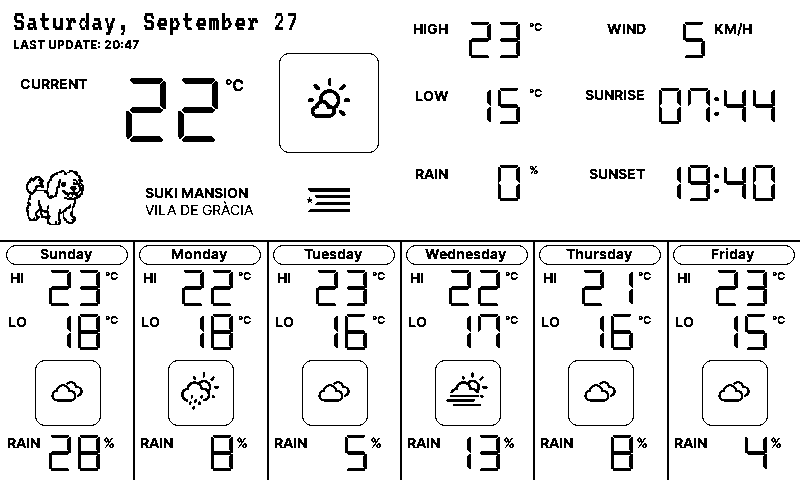 Saturday, September 27
LAST UPDATE: 20:47
CURRENT 22 °C
SUKI MANSION
VILA DE GRÀCIA
HIGH 23 °C
LOW 15 °C
RAIN 0 %
WIND 5 KM/H
SUNRISE 07:44
SUNSET 19:40
Sunday
HI 23 °C
LO 18 °C
RAIN 28 %
Monday
HI 22 °C
LO 18 °C
RAIN 8 %
Tuesday
HI 23 °C
LO 16 °C
RAIN 5 %
Wednesday
HI 22 °C
LO 17 °C
RAIN 13 %
Thursday
HI 21 °C
LO 16 °C
RAIN 8 %
Friday
HI 23 °C
LO 15 °C
RAIN 4 %